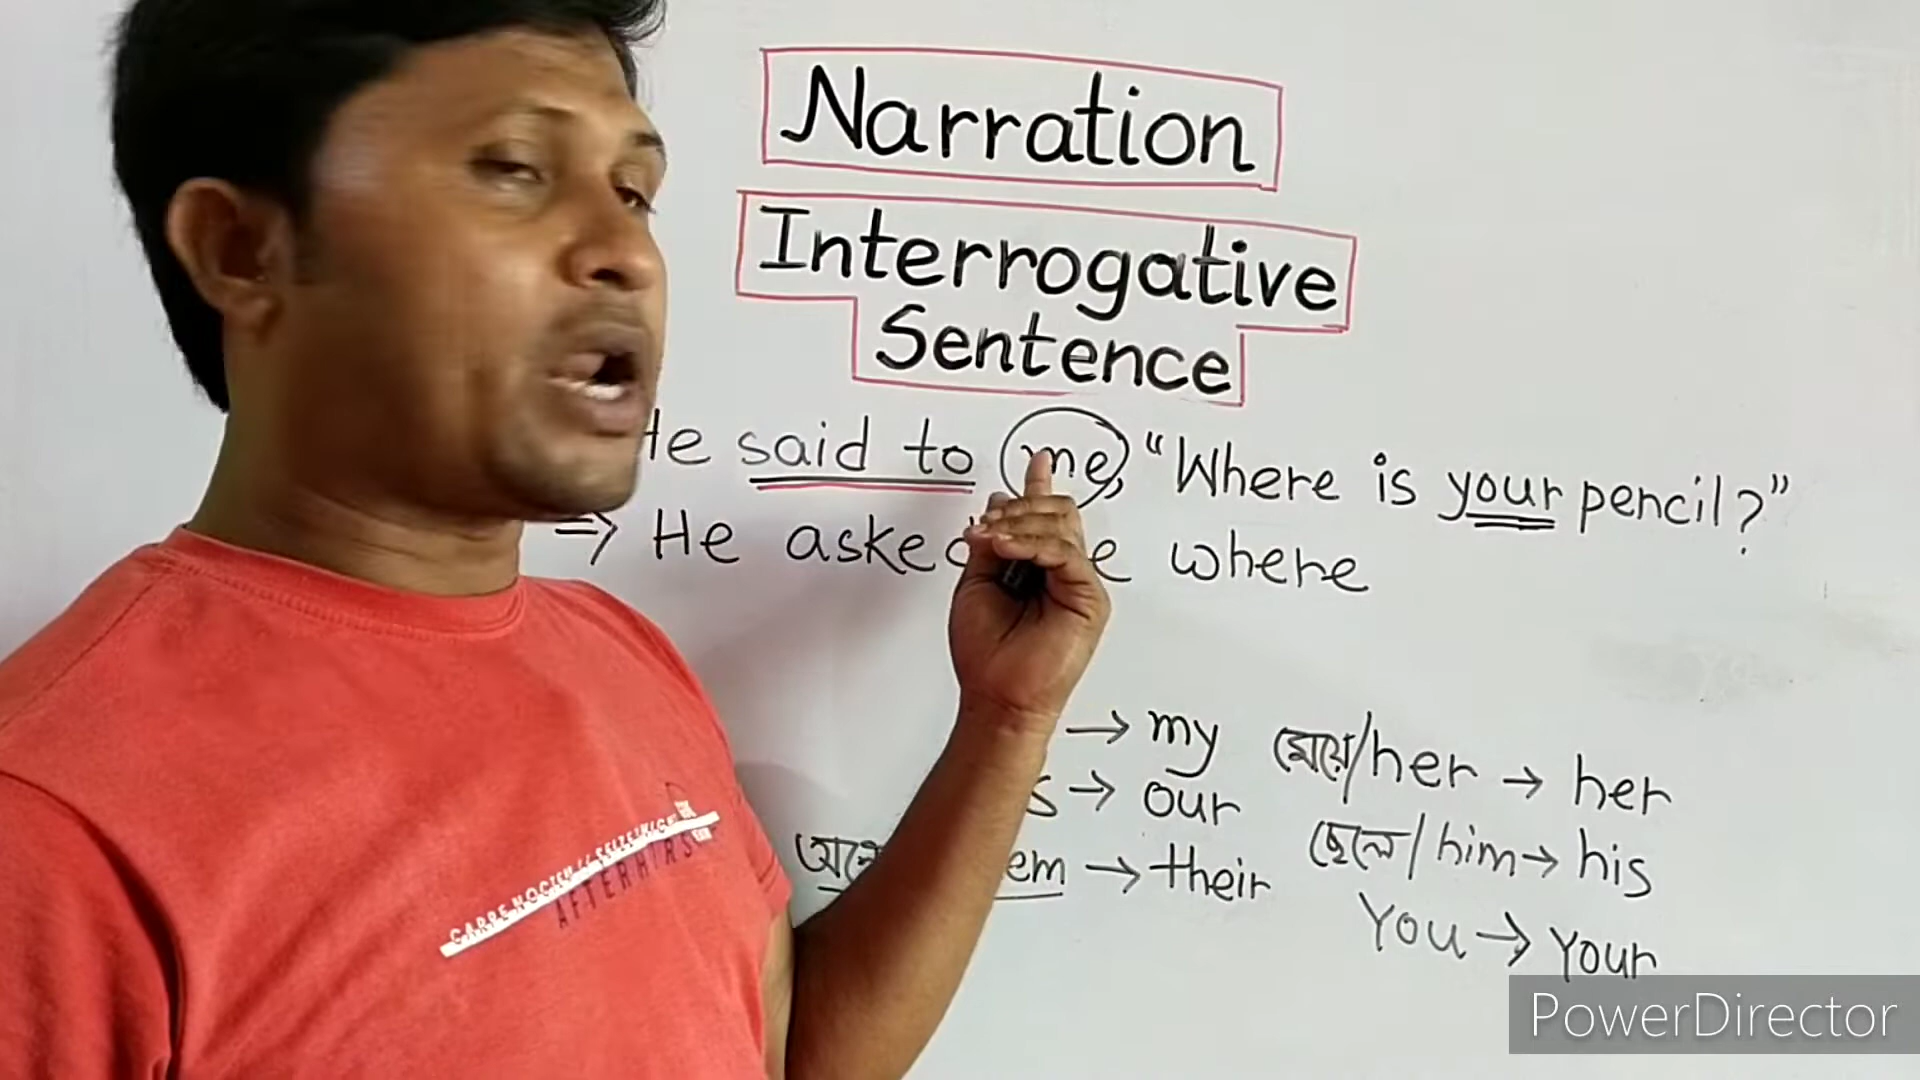 Narration
Interrogative
Sentence
He said to me, "Where is your pencil?"
⇒ He asked me where
→ my মেয়ে/her → her
s → our ছেলে/him → his
em → their
You → Your
PowerDirector